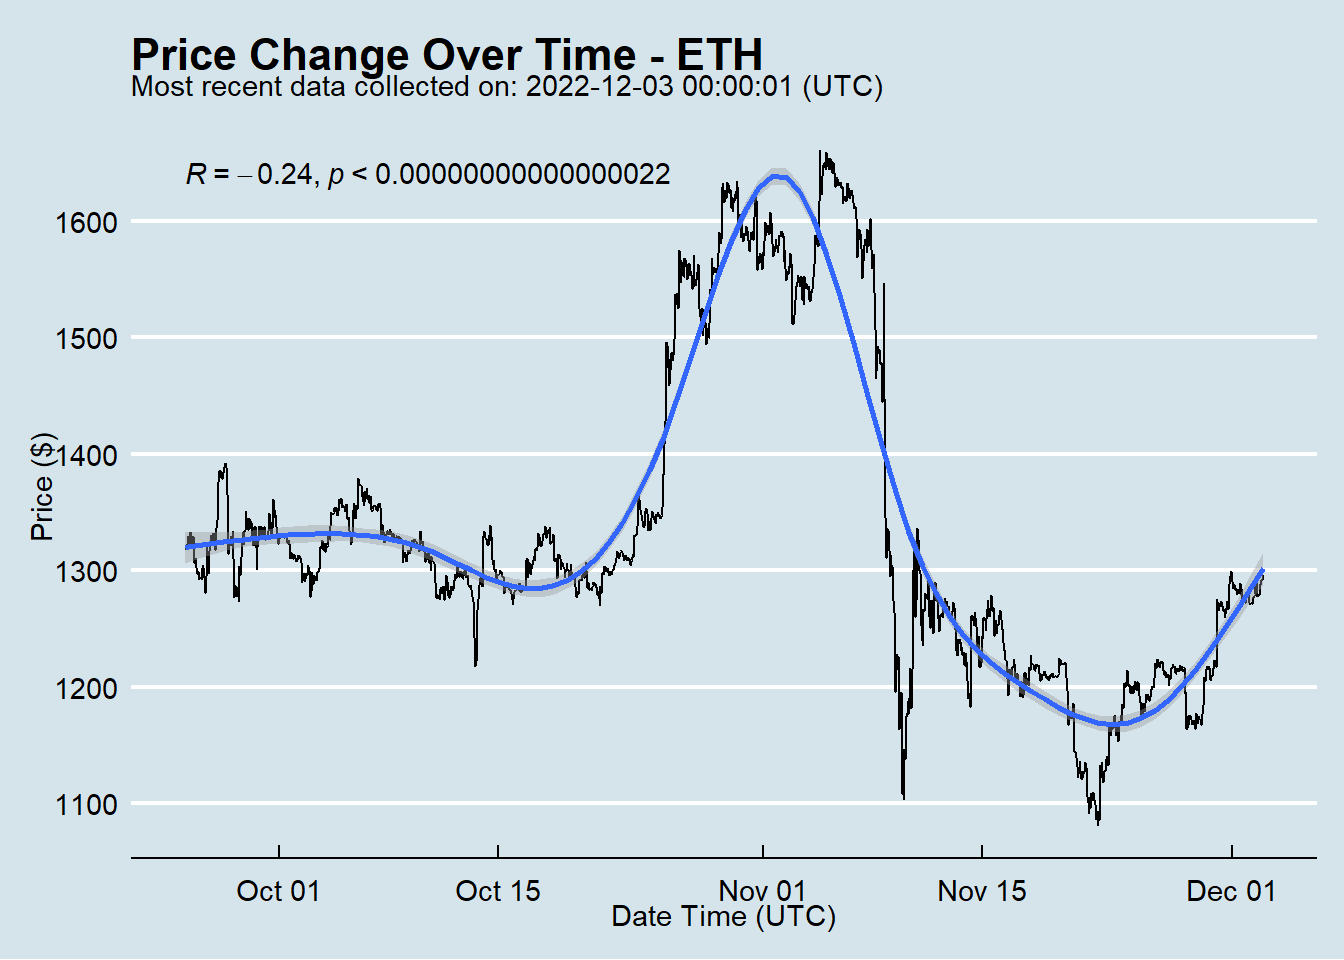 Price Change Over Time - ETH
Most recent data collected on: 2022-12-03 00:00:01 (UTC)
R = −0.24, p < 0.00000000000000022
1600
1500
1400
1300
1200
1100
Price ($)
Oct 01 Oct 15 Nov 01 Nov 15 Dec 01
Date Time (UTC)